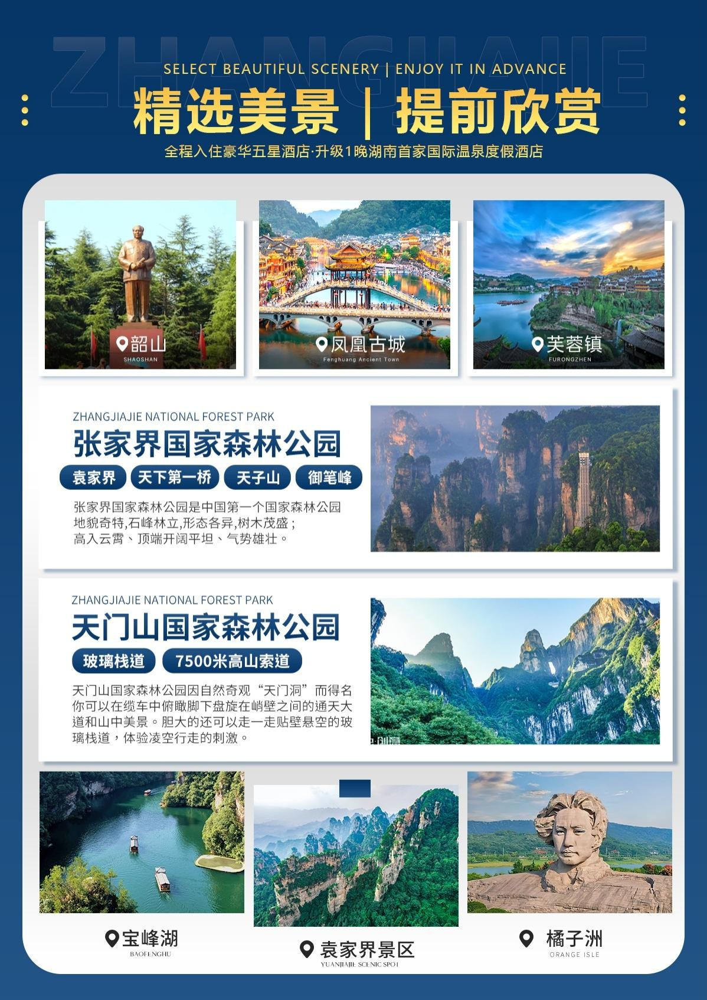 ZHANGJIAJIE
SELECT BEAUTIFUL SCENERY | ENJOY IT IN ADVANCE
精选美景 | 提前欣赏
全程入住豪华五星酒店·升级1晚湖南首家国际温泉度假酒店
韶山
SHAOSHAN
凤凰古城
Fenghuang Ancient Town
芙蓉镇
FURONGZHEN
ZHANGJIAJIE NATIONAL FOREST PARK
张家界国家森林公园
袁家界 天下第一桥 天子山 御笔峰
张家界国家森林公园是中国第一个国家森林公园
地貌奇特,石峰林立,形态各异,树木茂盛;
高入云霄、顶端开阔平坦、气势雄壮。
ZHANGJIAJIE NATIONAL FOREST PARK
天门山国家森林公园
玻璃栈道 7500米高山索道
天门山国家森林公园因自然奇观“天门洞”而得名
你可以在缆车中俯瞰脚下盘旋在峭壁之间的通天大
道和山中美景。胆大的还可以走一走贴壁悬空的玻
璃栈道，体验凌空行走的刺激。
宝峰湖
BAOFENGHU
袁家界景区
YUANJIAJIE SCENIC SPOT
橘子洲
ORANGE ISLE